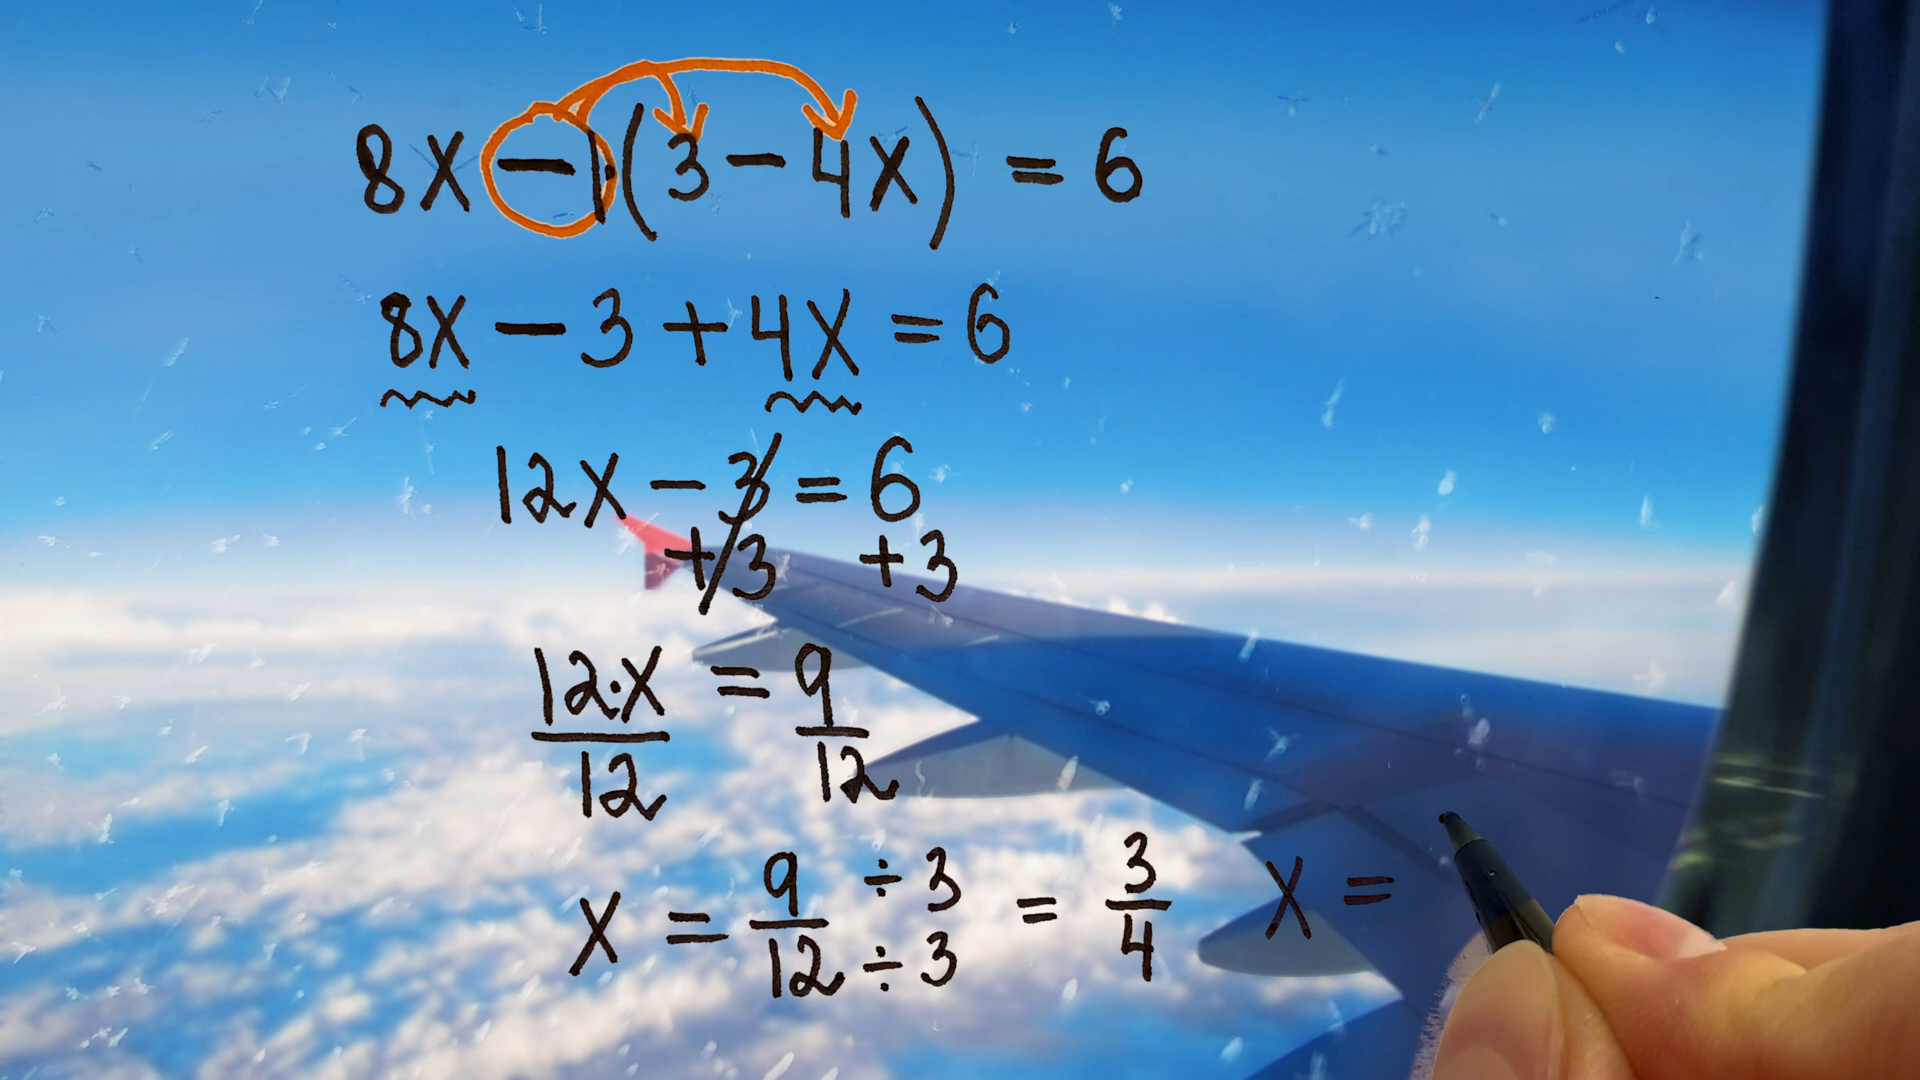 8x -1·(3 - 4x) = 6
8x - 3 + 4x = 6
12x - 3 = 6
+3 +3
12·x = 9
12 12
x = 9 ÷ 3 = 3 x =
12 ÷ 3 4